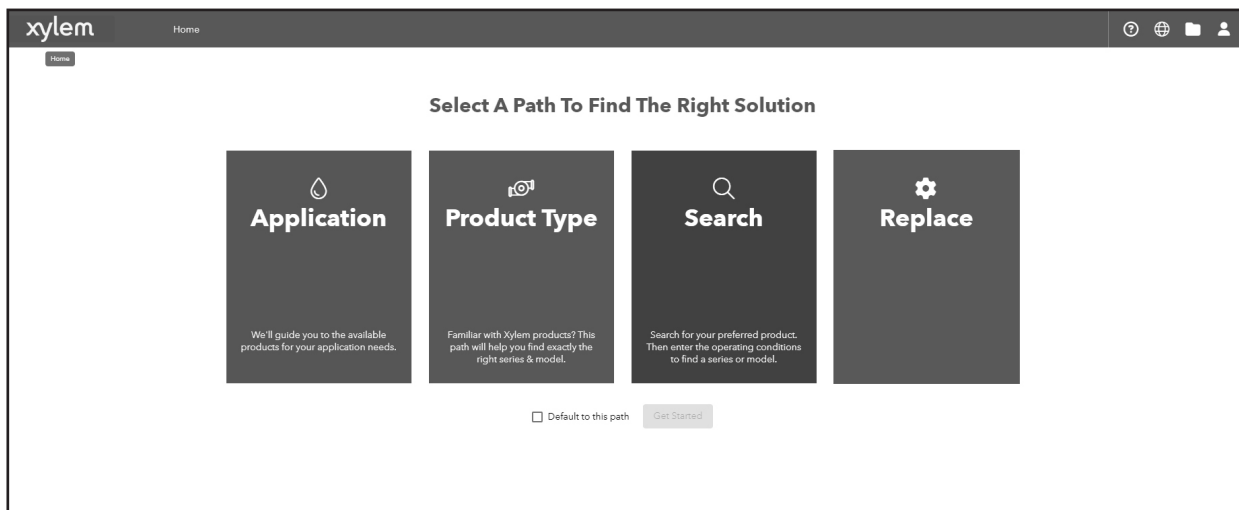 xylem
Home
Home
Select A Path To Find The Right Solution
Application
We'll guide you to the available
products for your application needs.
Product Type
Familiar with Xylem products? This
path will help you find exactly the
right series & model.
Search
Search for your preferred product.
Then enter the operating conditions
to find a series or model.
Replace
Default to this path
Get Started